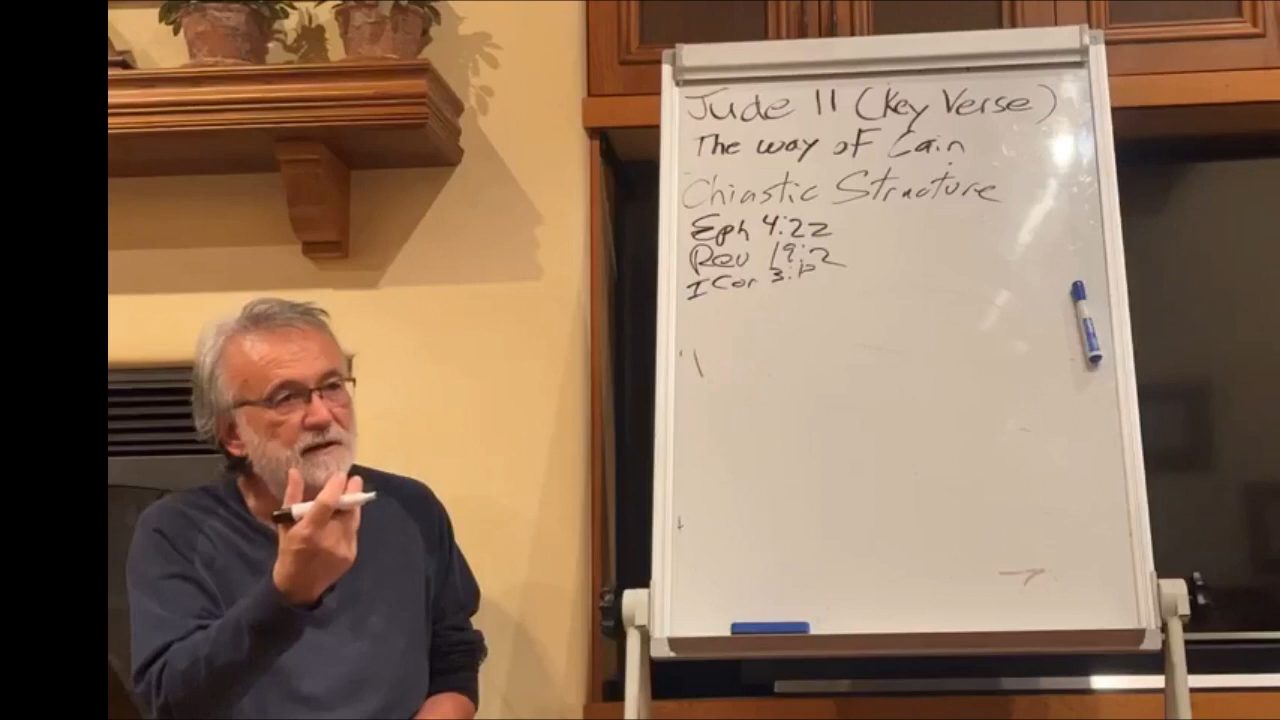 Jude 11 (Key Verse)
The way of Cain
Chiastic Structure
Eph 4:22
Rev 19:2
I Cor 3: